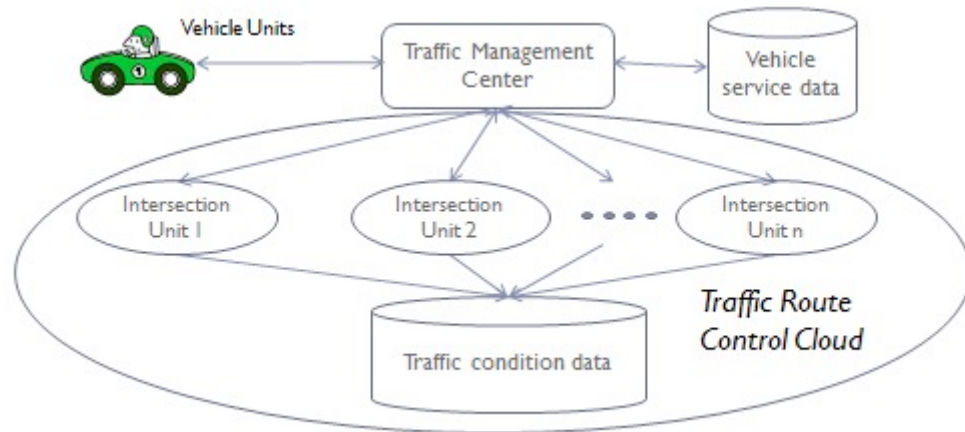 Vehicle Units
Traffic Management
Center
Vehicle
service data
Intersection
Unit 1
Intersection
Unit 2
Intersection
Unit n
Traffic Route
Control Cloud
Traffic condition data
1